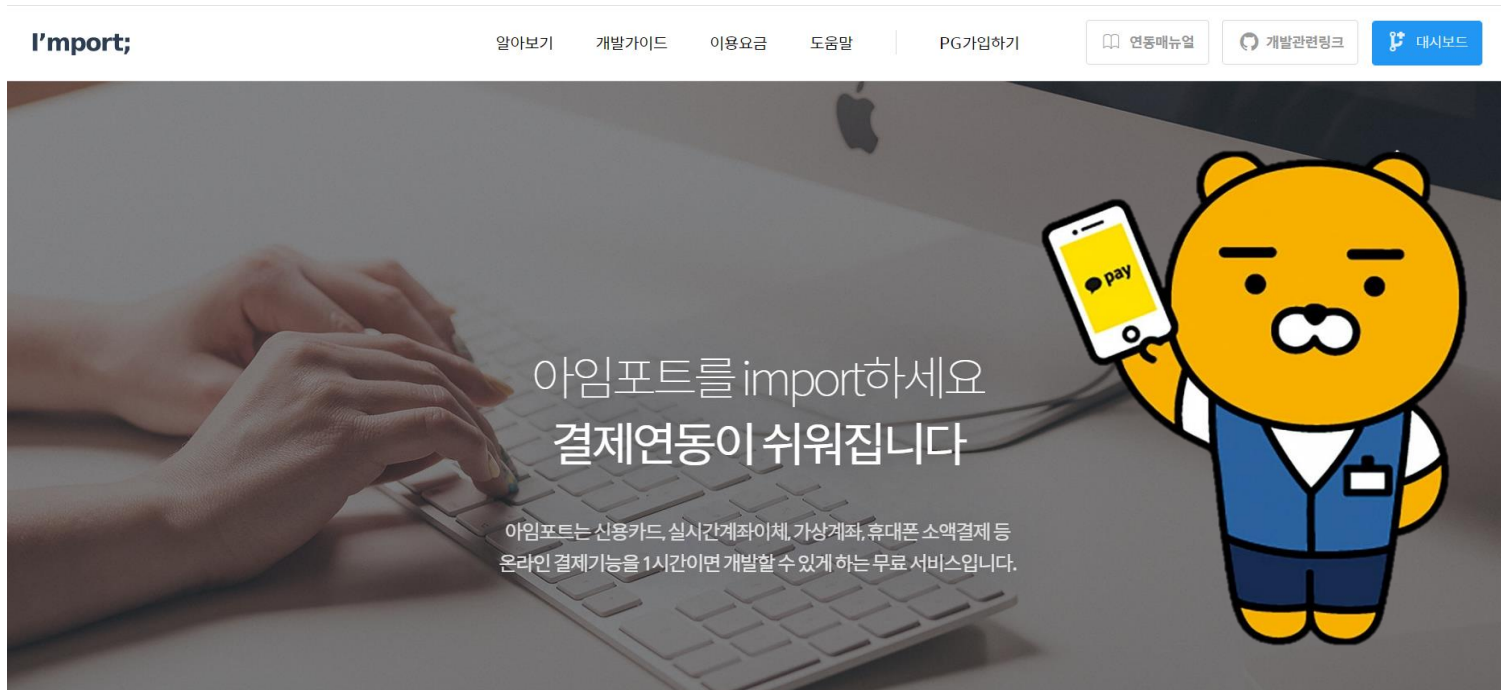 I'mport;
알아보기 개발가이드 이용요금 도움말 PG가입하기 연동매뉴얼 개발관련링크 대시보드
pay
아임포트를 import하세요
결제연동이 쉬워집니다
아임포트는 신용카드, 실시간계좌이체, 가상계좌, 휴대폰 소액결제 등
온라인 결제기능을 1시간이면 개발할 수 있게 하는 무료 서비스입니다.